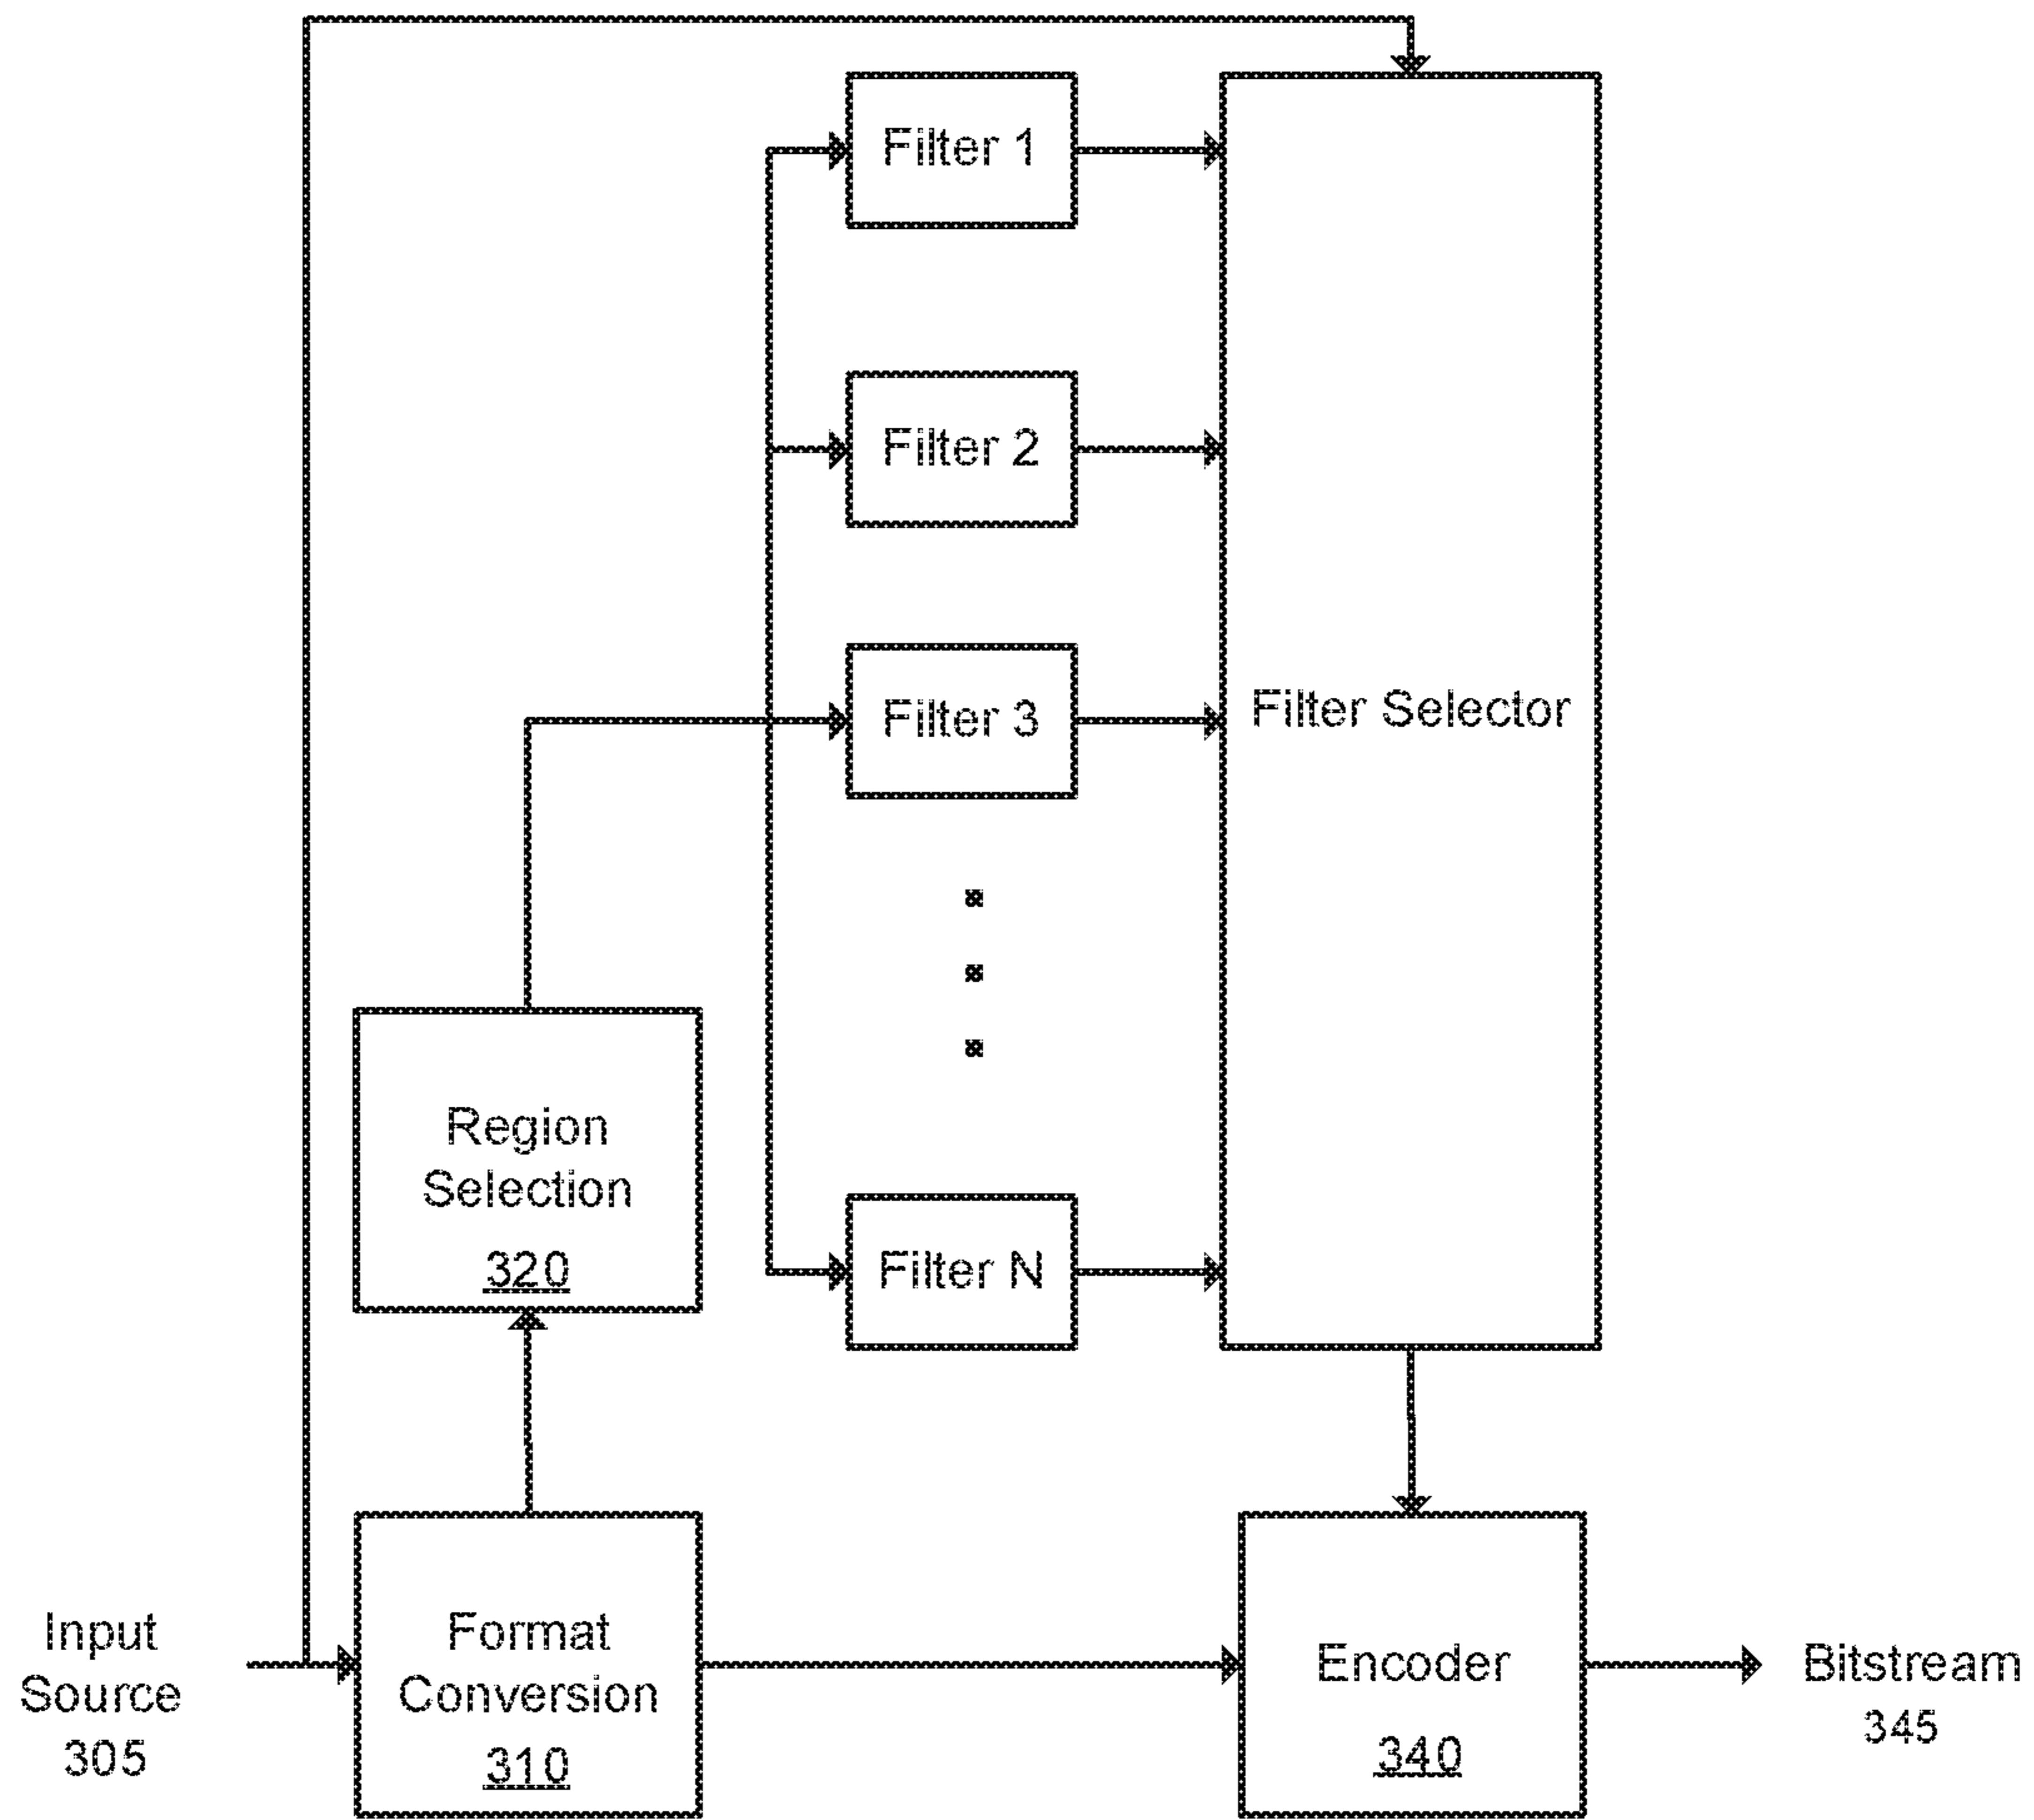 Filter 1
Filter 2
Filter 3
Filter Selector
Region
Selection
320
Filter N
Input
Source
305
Format
Conversion
310
Encoder
340
Bitstream
345